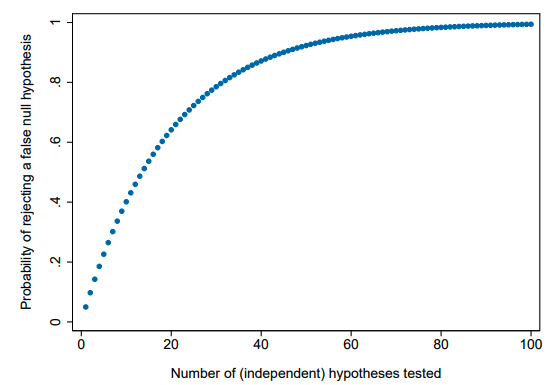 Probability of rejecting a false null hypothesis
1
.8
.6
.4
.2
0
0 20 40 60 80 100
Number of (independent) hypotheses tested